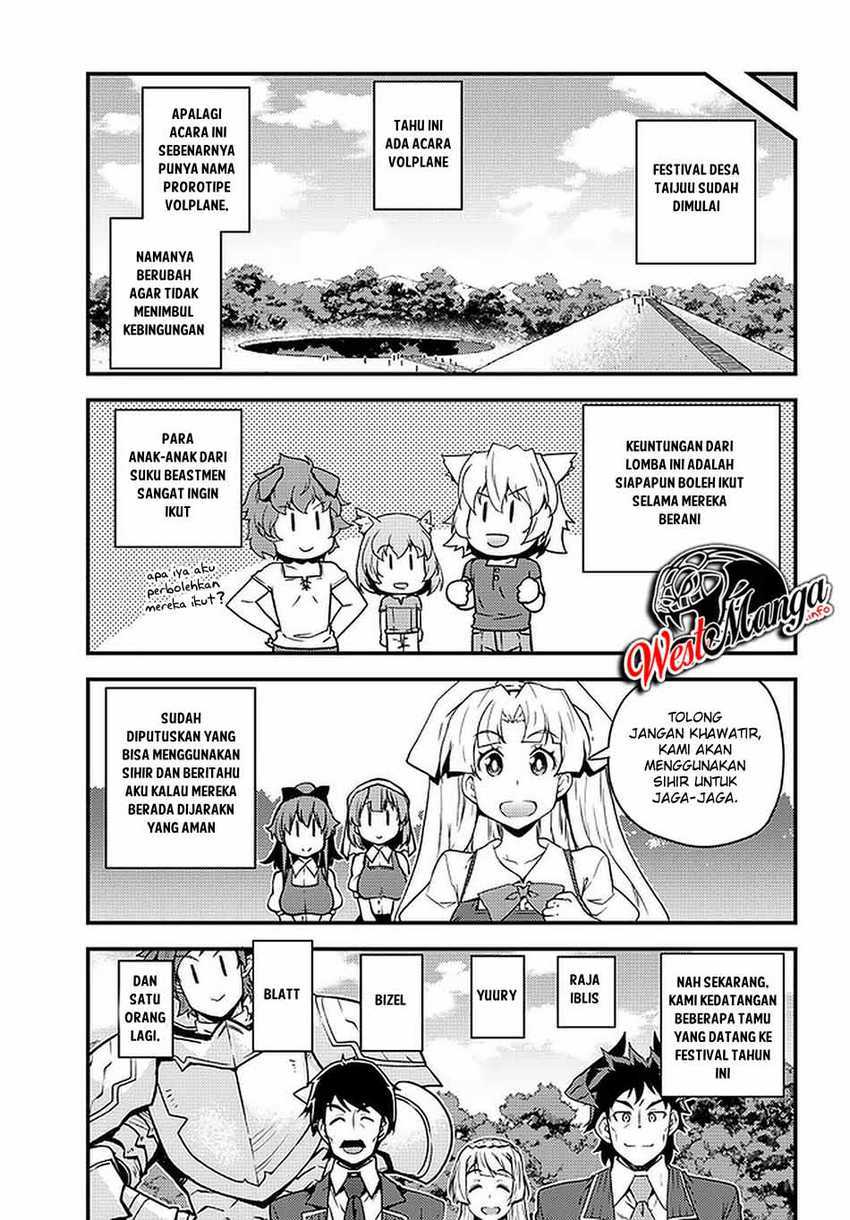 FESTIVAL DESA
TAIJUU SUDAH
DIMULAI
TAHU INI
ADA ACARA
VOLPLANE
APALAGI
ACARA INI
SEBENARNYA
PUNYA NAMA
PROROTIPE
VOLPLANE.
NAMANYA
BERUBAH
AGAR TIDAK
MENIMBUL
KEBINGUNGAN
KEUNTUNGAN DARI
LOMBA INI ADALAH
SIAPAPUN BOLEH IKUT
SELAMA MEREKA
BERANI
PARA
ANAK-ANAK DARI
SUKU BEASTMEN
SANGAT INGIN
IKUT
apa iya aku
perbolehkan
mereka ikut?
WestManga
.info
TOLONG
JANGAN KHAWATIR,
KAMI AKAN
MENGGUNAKAN
SIHIR UNTUK
JAGA-JAGA.
SUDAH
DIPUTUSKAN YANG
BISA MENGGUNAKAN
SIHIR DAN BERITAHU
AKU KALAU MEREKA
BERADA DIJARAKN
YN AMAN
NAH SEKARANG,
KAMI KEDATANGAN
BEBERAPA TAMU
YANG DATANG KE
FESTIVAL TAHUN
INI
RAJA
IBLIS
YUURY
BIZEL
BLATT
DAN
SATU
ORANG
LAGI.